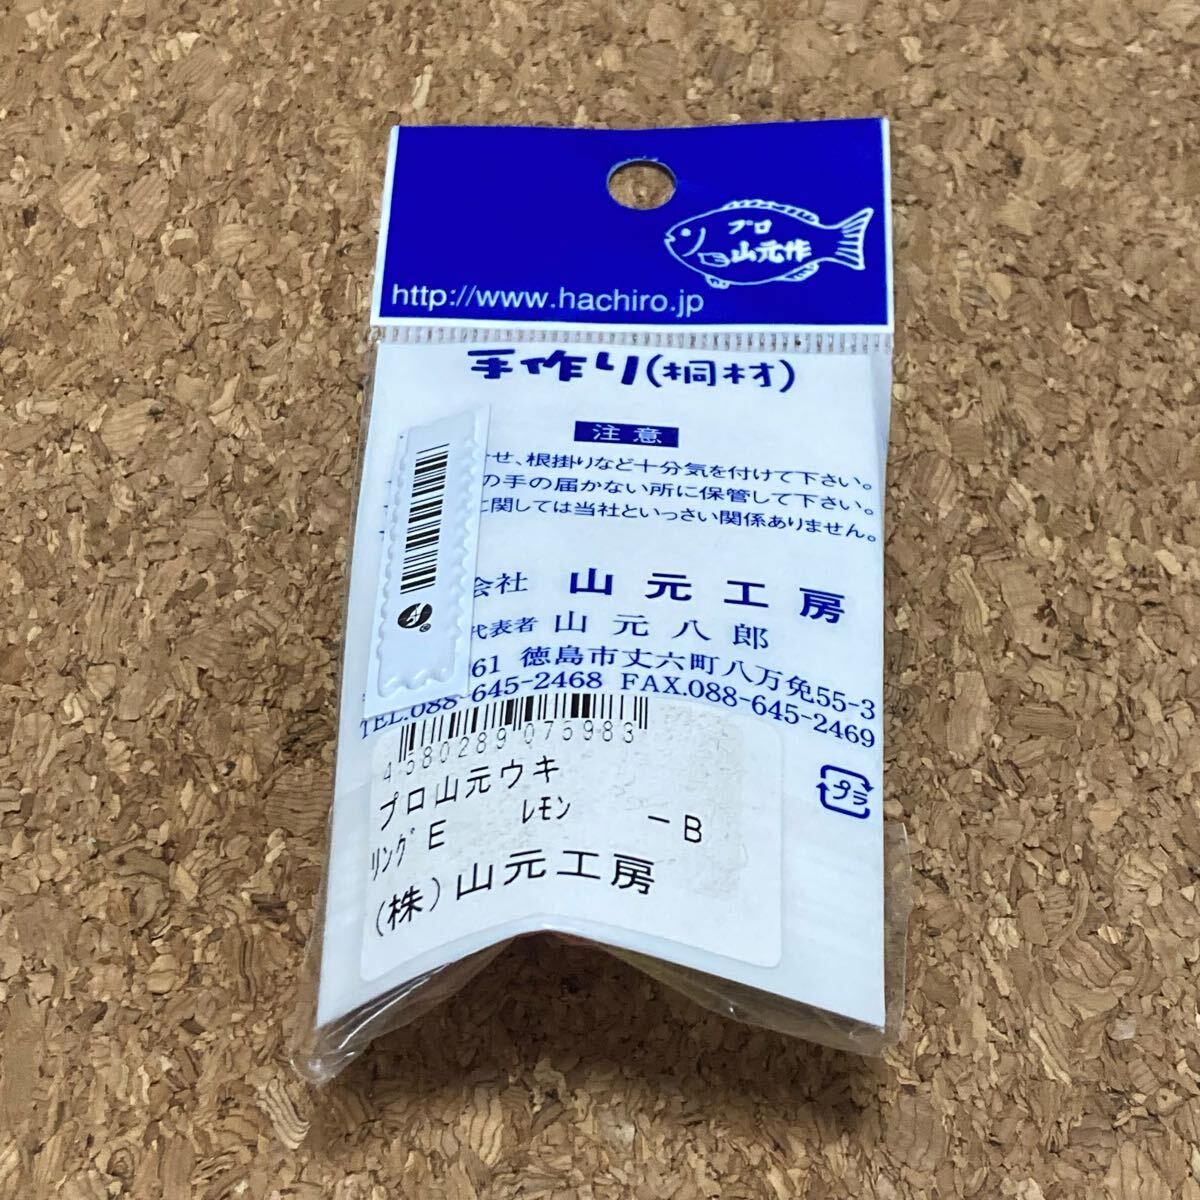 プロ
山元作
http://www.hachiro.jp
手作り(桐材)
注意
せ、根掛りなど十分気を付けて下さい。
の手の届かない所に保管して下さい。
に関しては当社といっさい関係ありません。
会社 山元工房
代表者 山元八郎
61 徳島市丈六町八万免55-3
TEL.088-645-2468 FAX.088-645-2469
4580289075983
プラ
プロ山元ウキ
リングE レモン -B
(株)山元工房